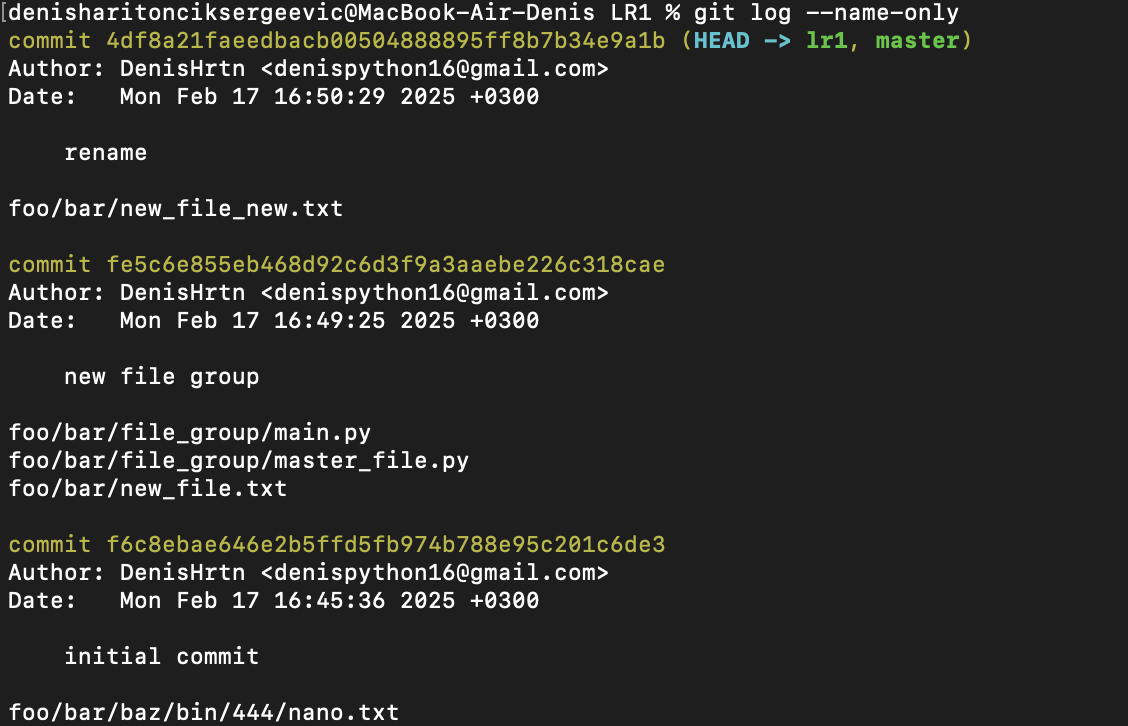 [denisharitonciksergeevic@MacBook-Air-Denis LR1 % git log --name-only
commit 4df8a21faeedbacb00504888895ff8b7b34e9a1b (HEAD -> lr1, master)
Author: DenisHrtn <denispython16@gmail.com>
Date:   Mon Feb 17 16:50:29 2025 +0300
    rename
foo/bar/new_file_new.txt
commit fe5c6e855eb468d92c6d3f9a3aaebe226c318cae
Author: DenisHrtn <denispython16@gmail.com>
Date:   Mon Feb 17 16:49:25 2025 +0300
    new file group
foo/bar/file_group/main.py
foo/bar/file_group/master_file.py
foo/bar/new_file.txt
commit f6c8ebae646e2b5ffd5fb974b788e95c201c6de3
Author: DenisHrtn <denispython16@gmail.com>
Date:   Mon Feb 17 16:45:36 2025 +0300
    initial commit
foo/bar/baz/bin/444/nano.txt